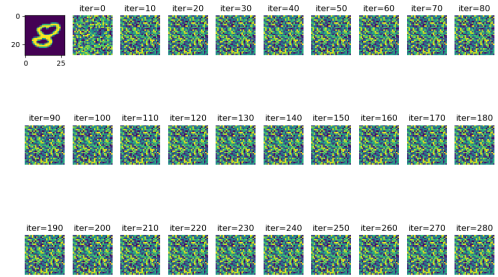 iter=0 iter=10 iter=20 iter=30 iter=40 iter=50 iter=60 iter=70 iter=80
0
20
0 25
iter=90 iter=100 iter=110 iter=120 iter=130 iter=140 iter=150 iter=160 iter=170 iter=180
iter=190 iter=200 iter=210 iter=220 iter=230 iter=240 iter=250 iter=260 iter=270 iter=280